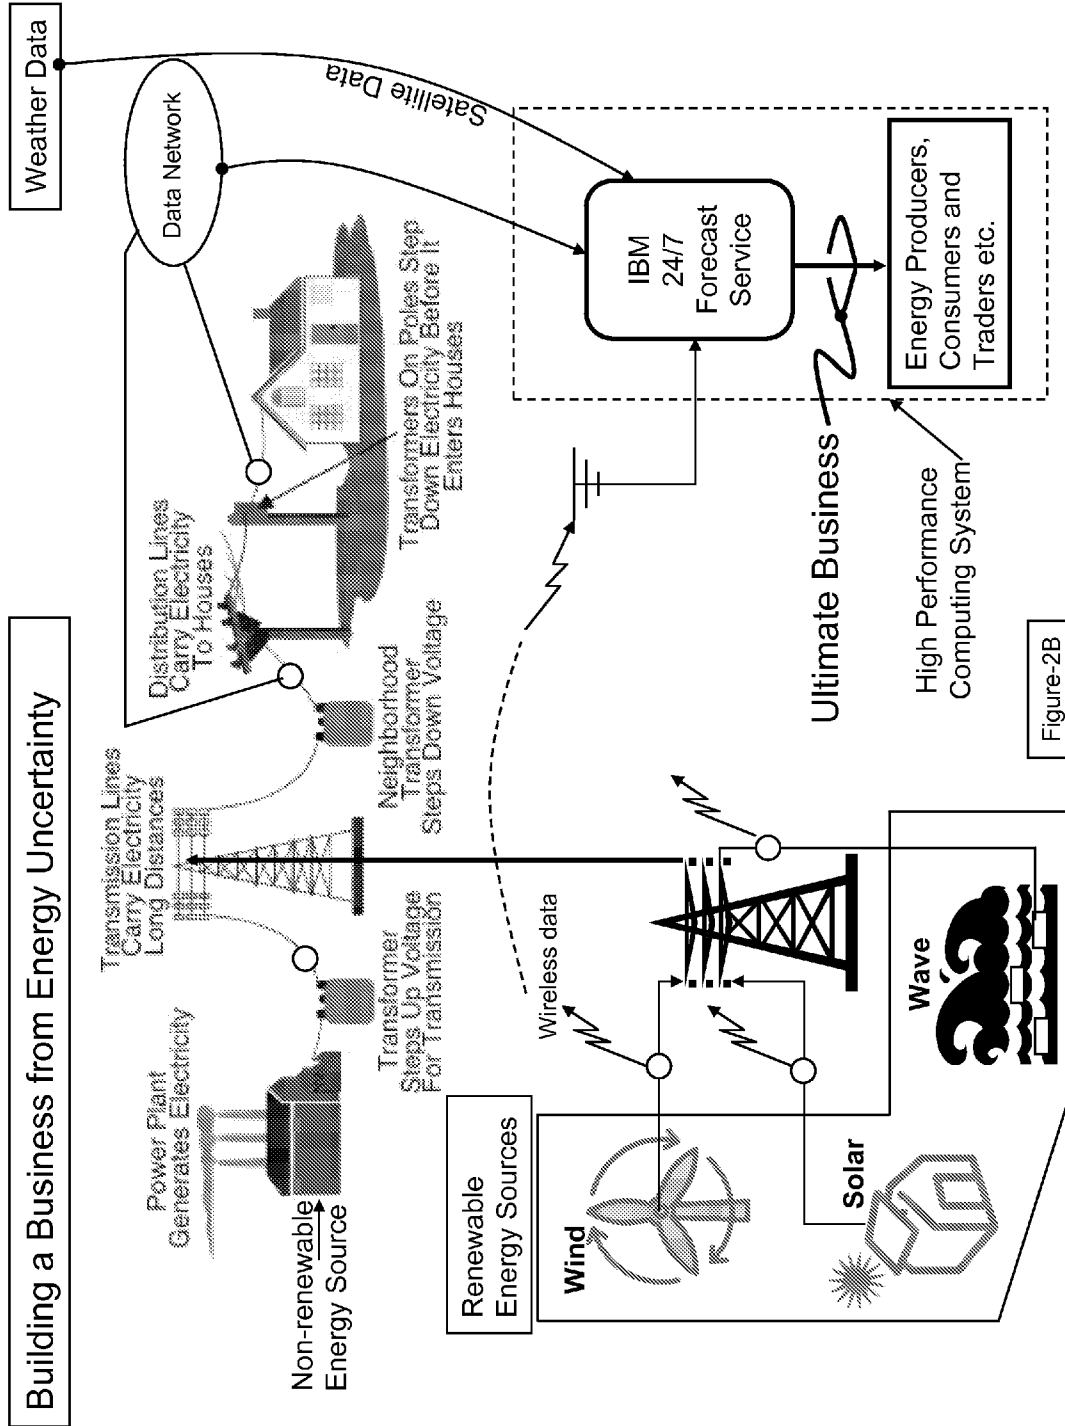 Building a Business from Energy Uncertainty
Weather Data
Data Network
Satellite Data
Power Plant
Generates Electricity
Transmission Lines
Carry Electricity
Long Distances
Distribution Lines
Carry Electricity
To Houses
Non-renewable
Energy Source
Transformer
Steps Up Voltage
For Transmission
Neighborhood
Transformer
Steps Down Voltage
Transformers On Poles Step
Down Electricity Before It
Enters Houses
Renewable
Energy Sources
Wireless data
Wind
Solar
Wave
IBM
24/7
Forecast
Service
Ultimate Business
Energy Producers,
Consumers and
Traders etc.
High Performance
Computing System
Figure-2B